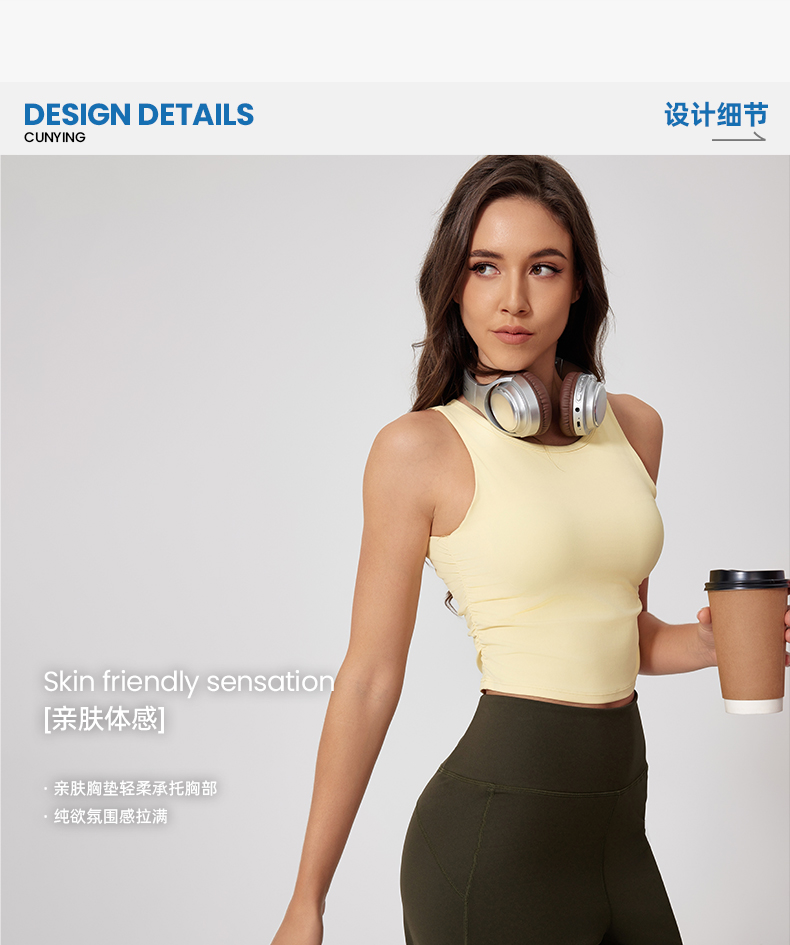 DESIGN DETAILS
设计细节
CUNYING
Skin friendly sensation
[亲肤体感]
· 亲肤胸垫轻柔承托胸部
· 纯欲氛围感拉满